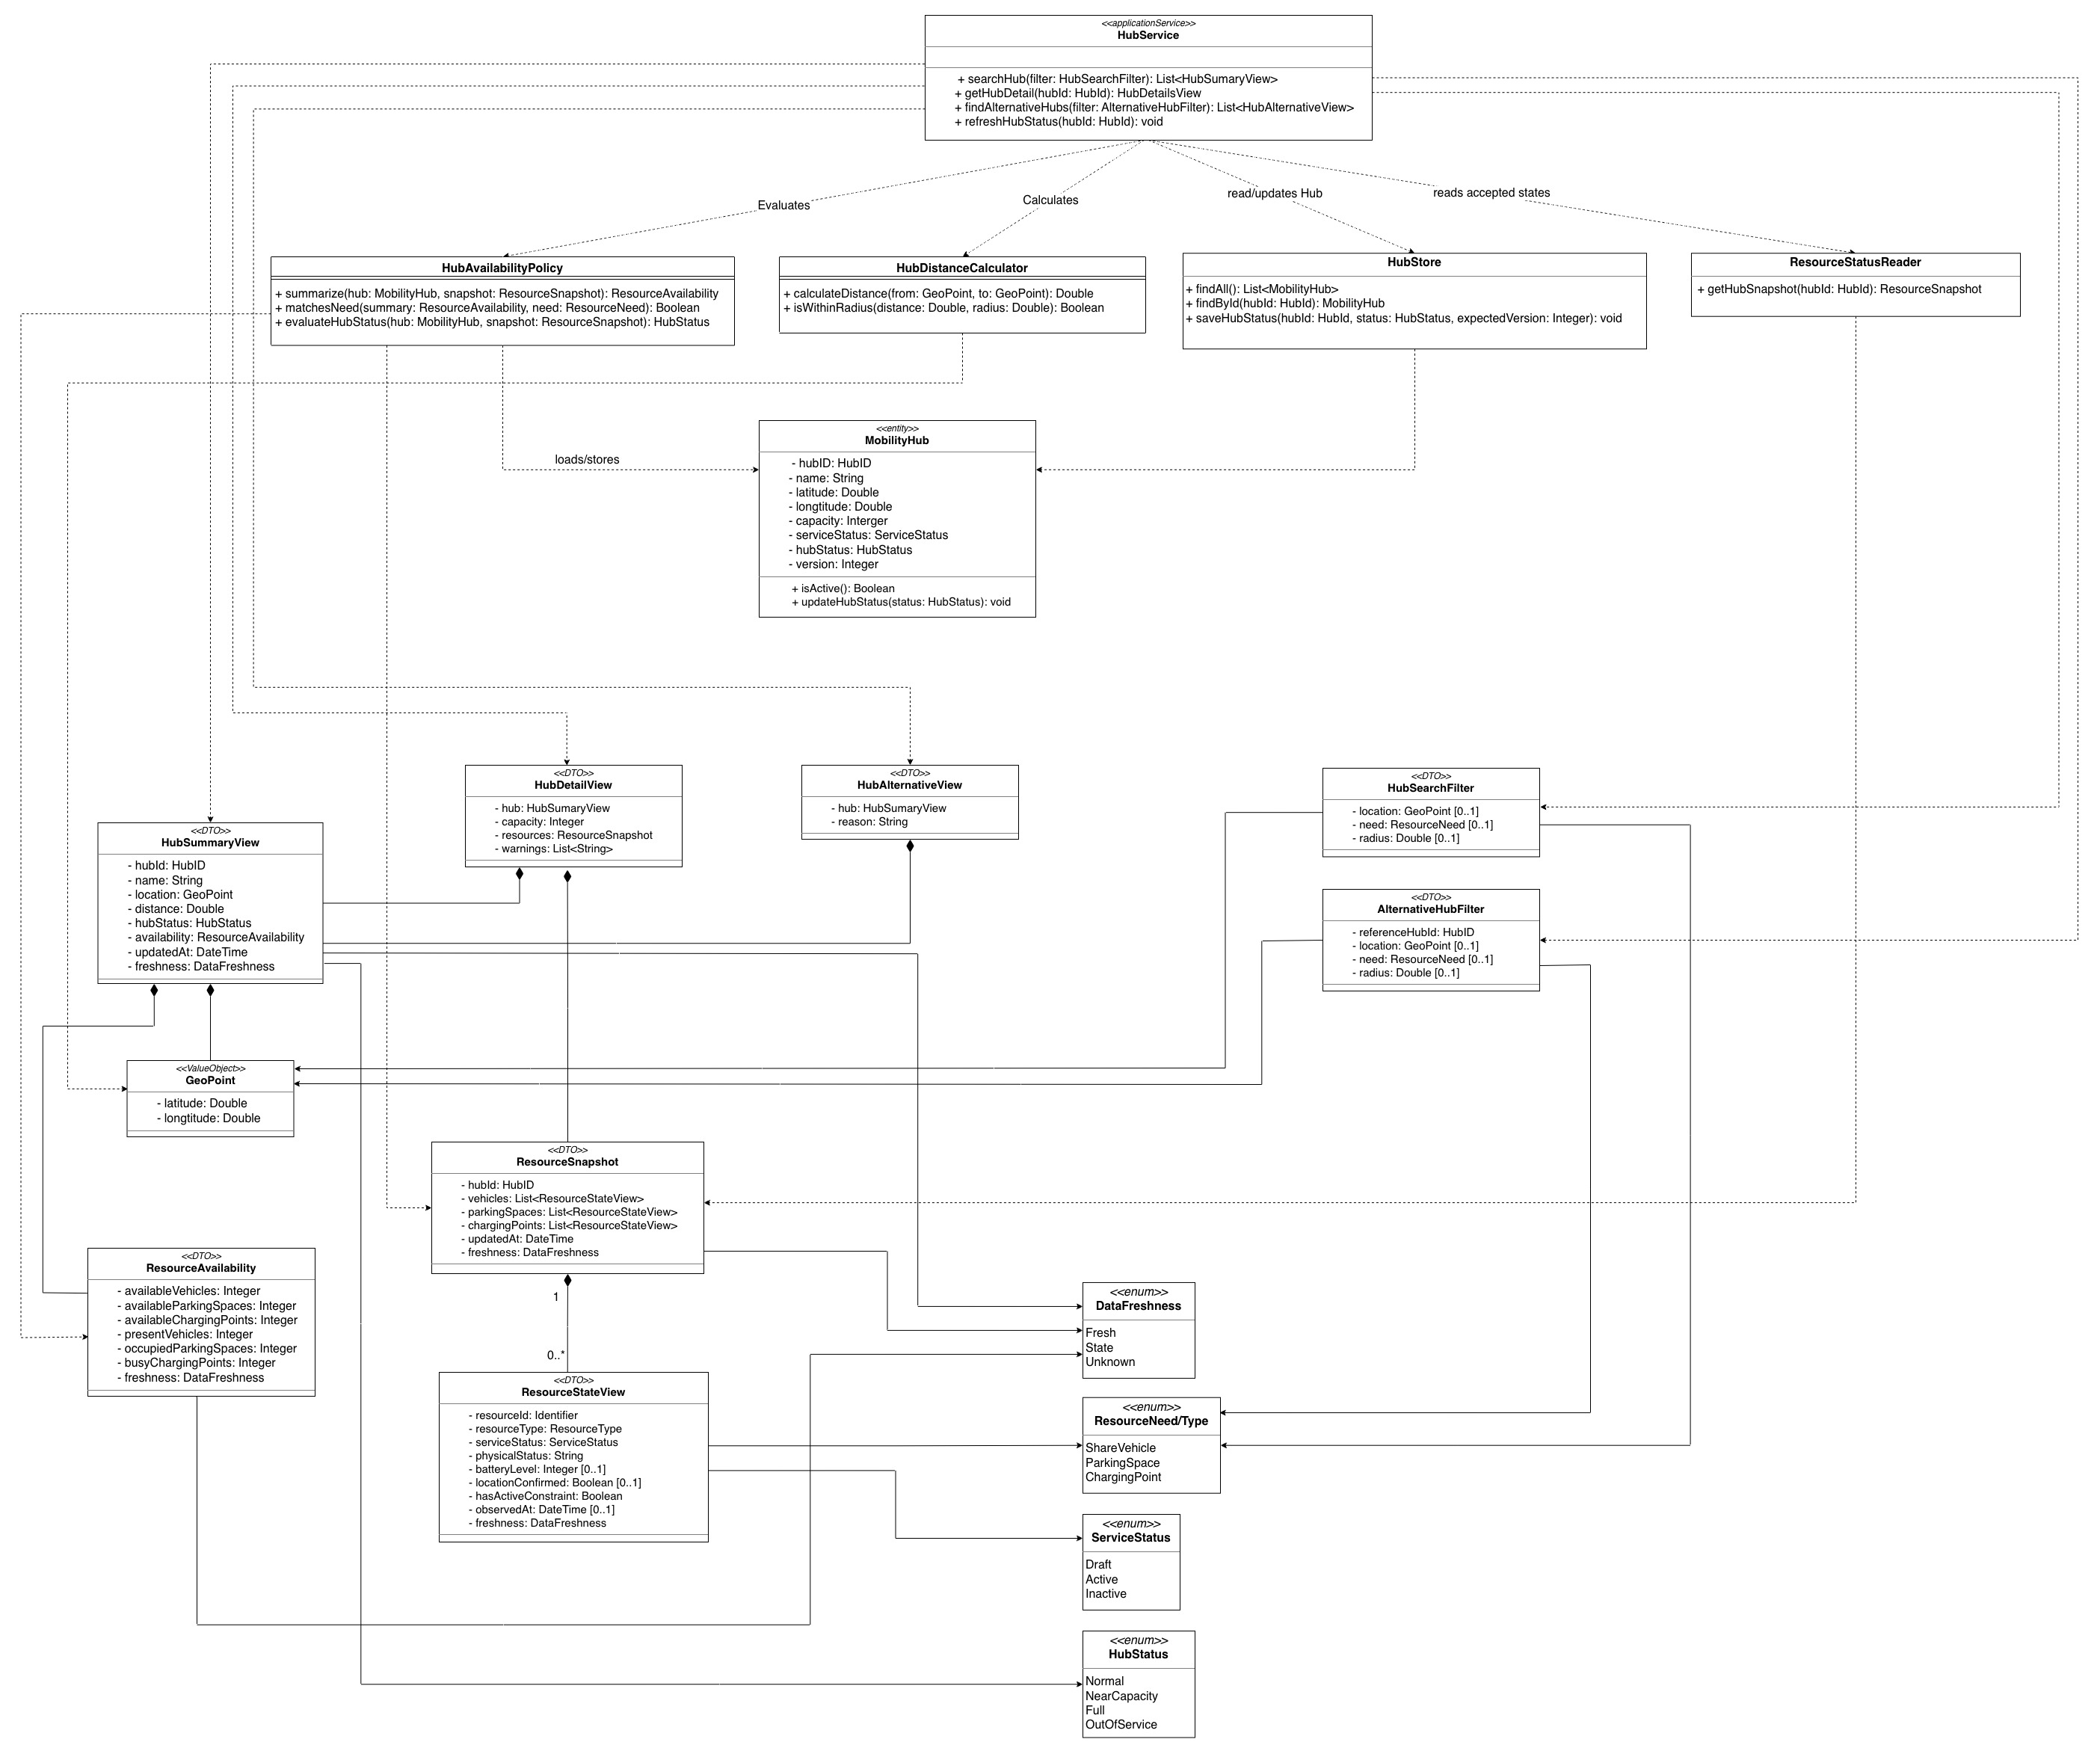 <<applicationService>>
HubService
+ searchHub(filter: HubSearchFilter): List<HubSumaryView>
+ getHubDetail(hubId: HubId): HubDetailsView
+ findAlternativeHubs(filter: AlternativeHubFilter): List<HubAlternativeView>
+ refreshHubStatus(hubId: HubId): void
Evaluates
Calculates
read/updates Hub
reads accepted states
HubAvailabilityPolicy
+ summarize(hub: MobilityHub, snapshot: ResourceSnapshot): ResourceAvailability
+ matchesNeed(summary: ResourceAvailability, need: ResourceNeed): Boolean
+ evaluateHubStatus(hub: MobilityHub, snapshot: ResourceSnapshot): HubStatus
HubDistanceCalculator
+ calculateDistance(from: GeoPoint, to: GeoPoint): Double
+ isWithinRadius(distance: Double, radius: Double): Boolean
HubStore
+ findAll(): List<MobilityHub>
+ findById(hubId: HubId): MobilityHub
+ saveHubStatus(hubId: HubId, status: HubStatus, expectedVersion: Integer): void
ResourceStatusReader
+ getHubSnapshot(hubId: HubId): ResourceSnapshot
loads/stores
<<entity>>
MobilityHub
- hubID: HubID
- name: String
- latitude: Double
- longtitude: Double
- capacity: Interger
- serviceStatus: ServiceStatus
- hubStatus: HubStatus
- version: Integer
+ isActive(): Boolean
+ updateHubStatus(status: HubStatus): void
<<DTO>>
HubDetailView
- hub: HubSumaryView
- capacity: Integer
- resources: ResourceSnapshot
- warnings: List<String>
<<DTO>>
HubAlternativeView
- hub: HubSumaryView
- reason: String
<<DTO>>
HubSearchFilter
- location: GeoPoint [0..1]
- need: ResourceNeed [0..1]
- radius: Double [0..1]
<<DTO>>
HubSummaryView
- hubId: HubID
- name: String
- location: GeoPoint
- distance: Double
- hubStatus: HubStatus
- availability: ResourceAvailability
- updatedAt: DateTime
- freshness: DataFreshness
<<DTO>>
AlternativeHubFilter
- referenceHubId: HubID
- location: GeoPoint [0..1]
- need: ResourceNeed [0..1]
- radius: Double [0..1]
<<ValueObject>>
GeoPoint
- latitude: Double
- longtitude: Double
<<DTO>>
ResourceSnapshot
- hubId: HubID
- vehicles: List<ResourceStateView>
- parkingSpaces: List<ResourceStateView>
- chargingPoints: List<ResourceStateView>
- updatedAt: DateTime
- freshness: DataFreshness
<<DTO>>
ResourceAvailability
- availableVehicles: Integer
- availableParkingSpaces: Integer
- availableChargingPoints: Integer
- presentVehicles: Integer
- occupiedParkingSpaces: Integer
- busyChargingPoints: Integer
- freshness: DataFreshness
1
0..*
<<enum>>
DataFreshness
Fresh
State
Unknown
<<DTO>>
ResourceStateView
- resourceId: Identifier
- resourceType: ResourceType
- serviceStatus: ServiceStatus
- physicalStatus: String
- batteryLevel: Integer [0..1]
- locationConfirmed: Boolean [0..1]
- hasActiveConstraint: Boolean
- observedAt: DateTime [0..1]
- freshness: DataFreshness
<<enum>>
ResourceNeed/Type
ShareVehicle
ParkingSpace
ChargingPoint
<<enum>>
ServiceStatus
Draft
Active
Inactive
<<enum>>
HubStatus
Normal
NearCapacity
Full
OutOfService